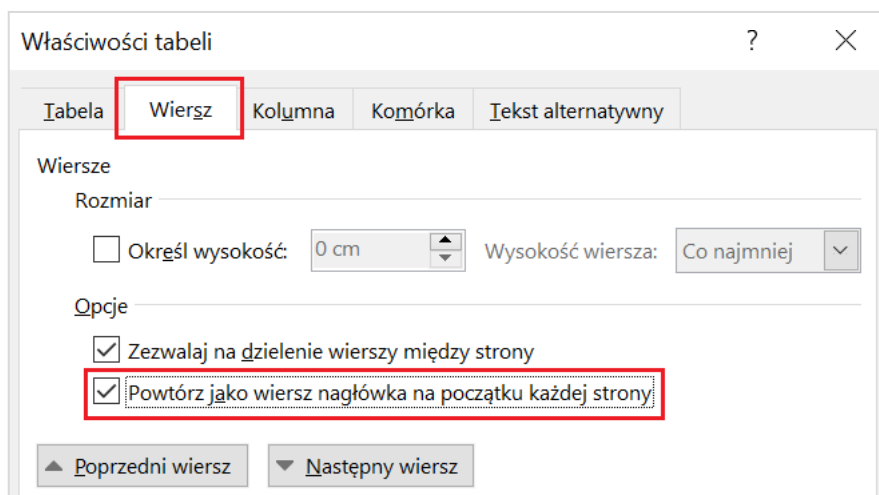 Właściwości tabeli ?
Tabela Wiersz Kolumna Komórka Tekst alternatywny
Wiersze
Rozmiar
Określ wysokość: 0 cm Wysokość wiersza: Co najmniej
Opcje
Zezwalaj na dzielenie wierszy między strony
Powtórz jako wiersz nagłówka na początku każdej strony
Poprzedni wiersz Następny wiersz